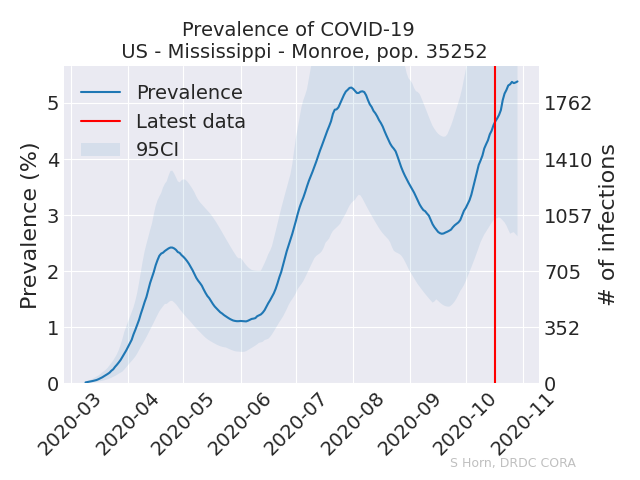 Prevalence of COVID-19
US - Mississippi - Monroe, pop. 35252
Prevalence
Latest data
95CI
Prevalence (%)
5
4
3
2
1
0
1762
1410
1057
705
352
0
# of infections
2020-03
2020-04
2020-05
2020-06
2020-07
2020-08
2020-09
2020-10
2020-11
S Horn, DRDC CORA